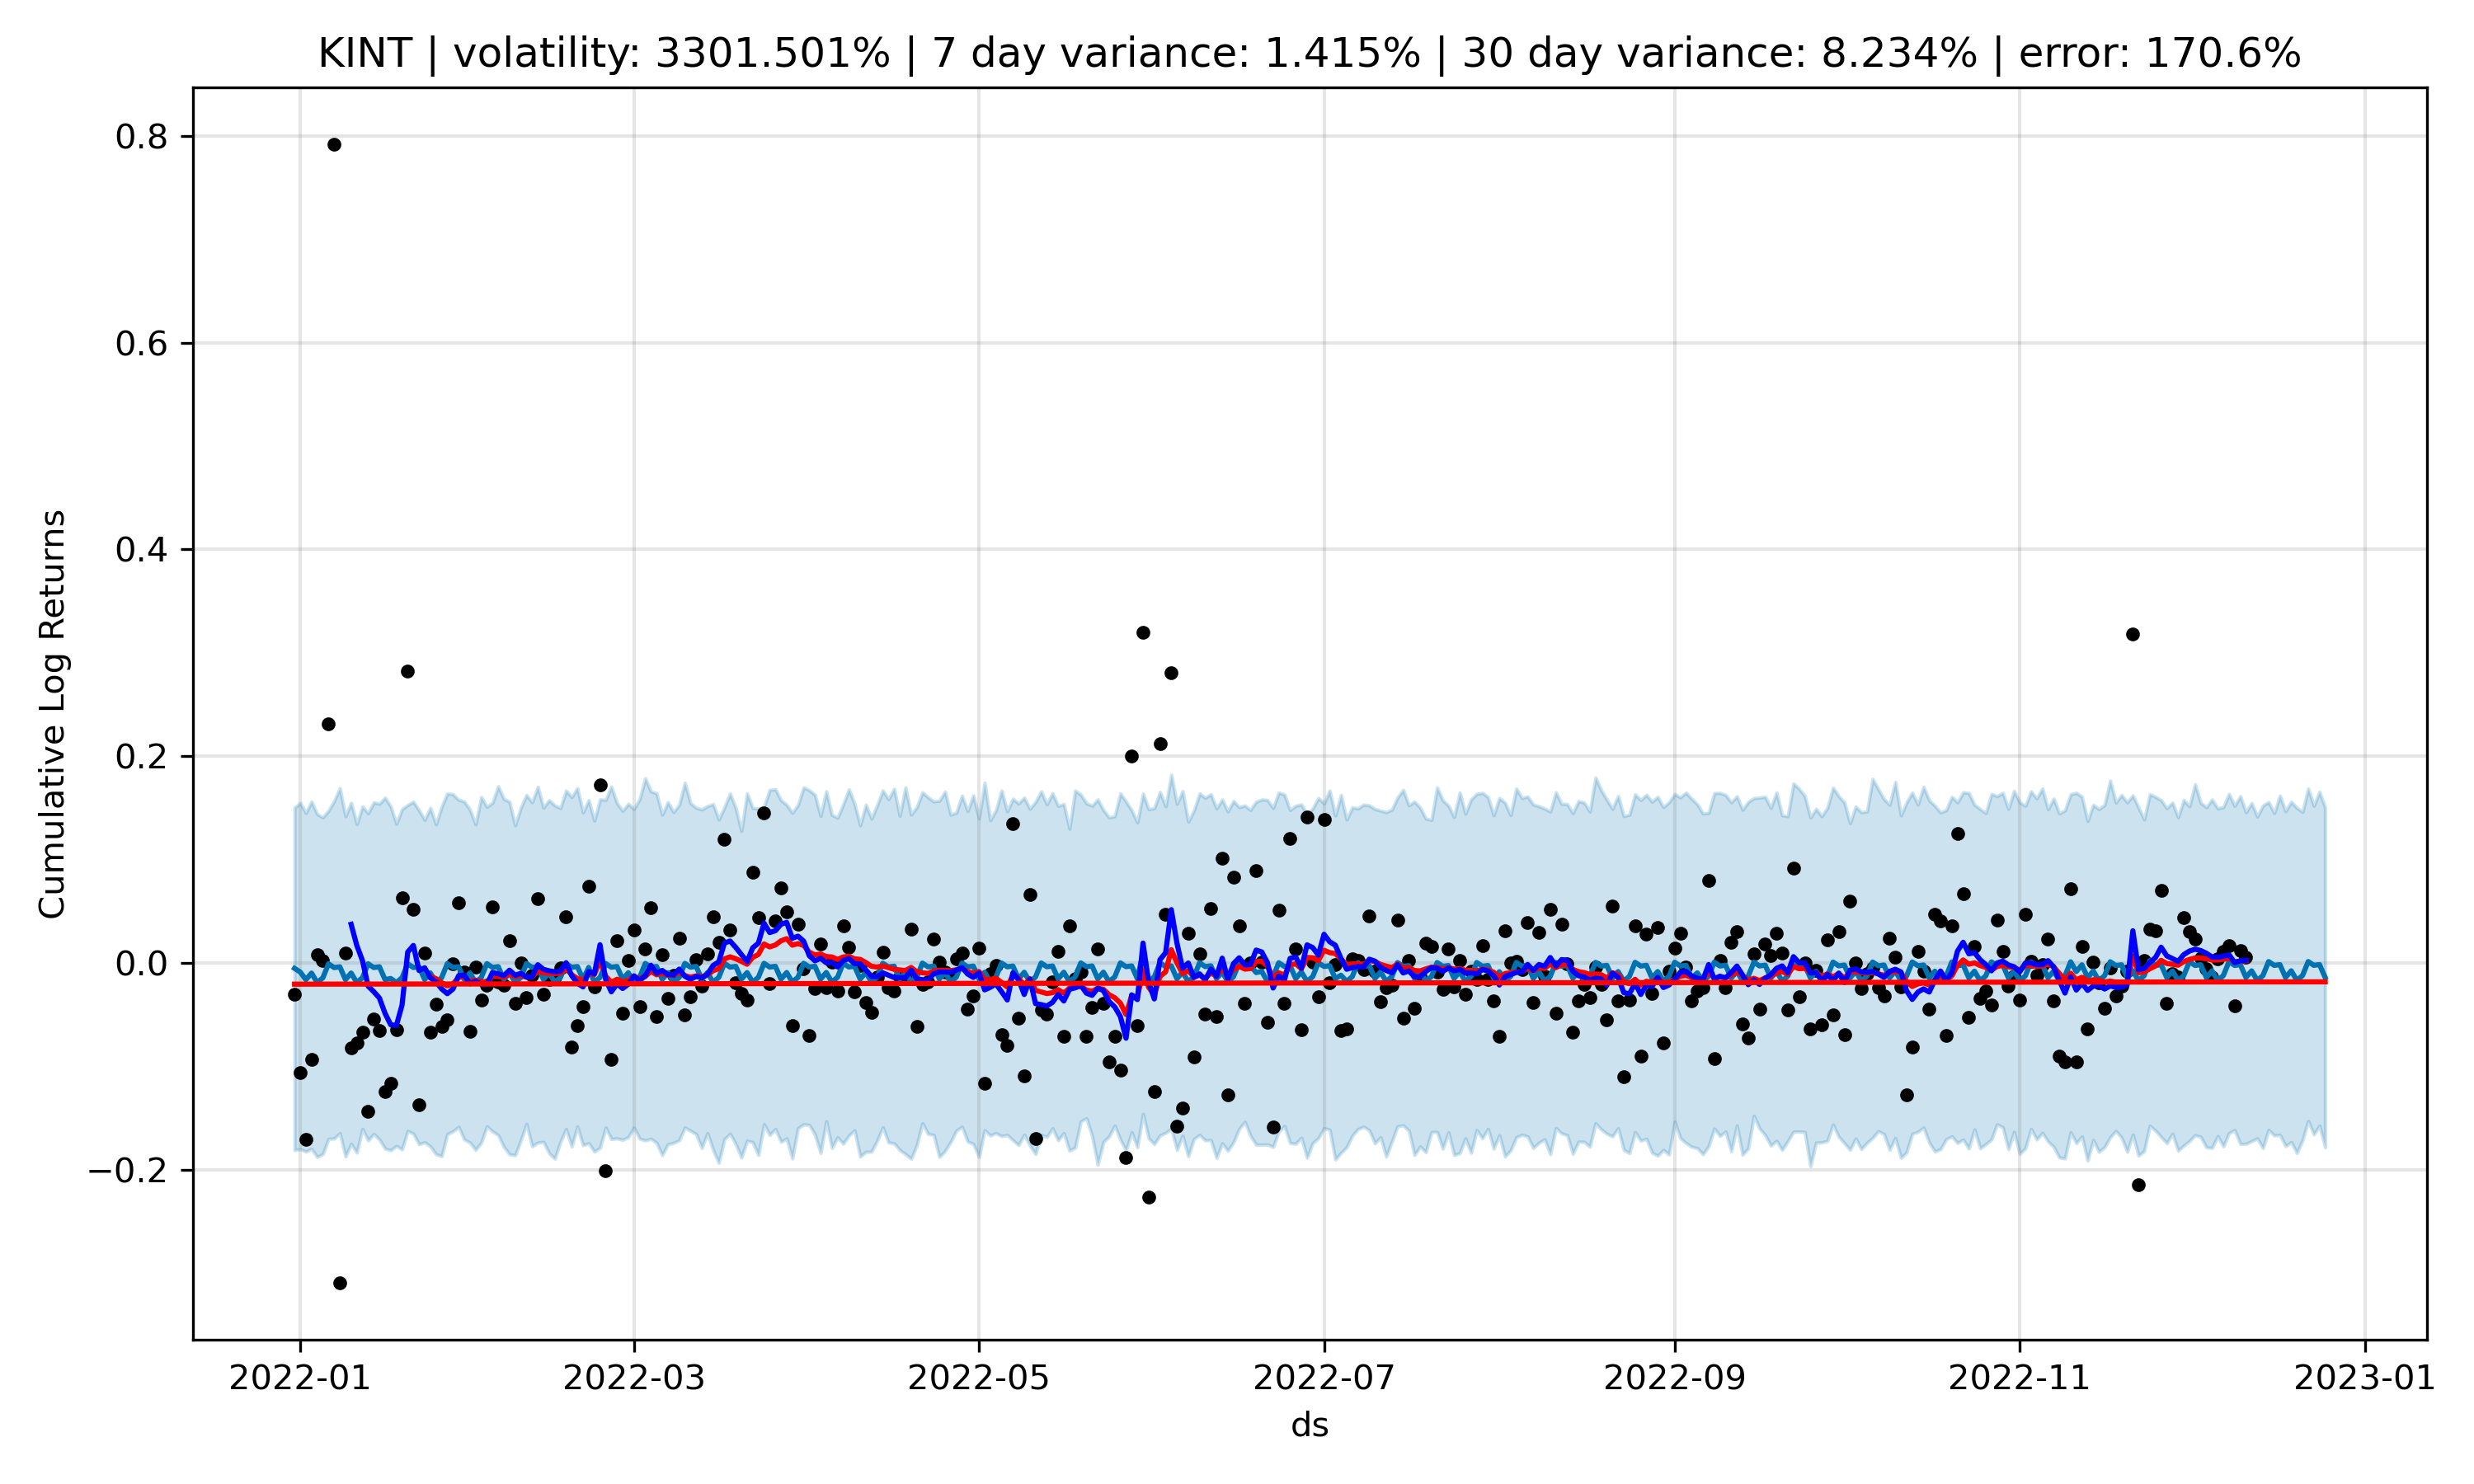 KINT | volatility: 3301.501% | 7 day variance: 1.415% | 30 day variance: 8.234% | error: 170.6%
Cumulative Log Returns
0.8
0.6
0.4
0.2
0.0
−0.2
2022-01 2022-03 2022-05 2022-07 2022-09 2022-11 2023-01
ds